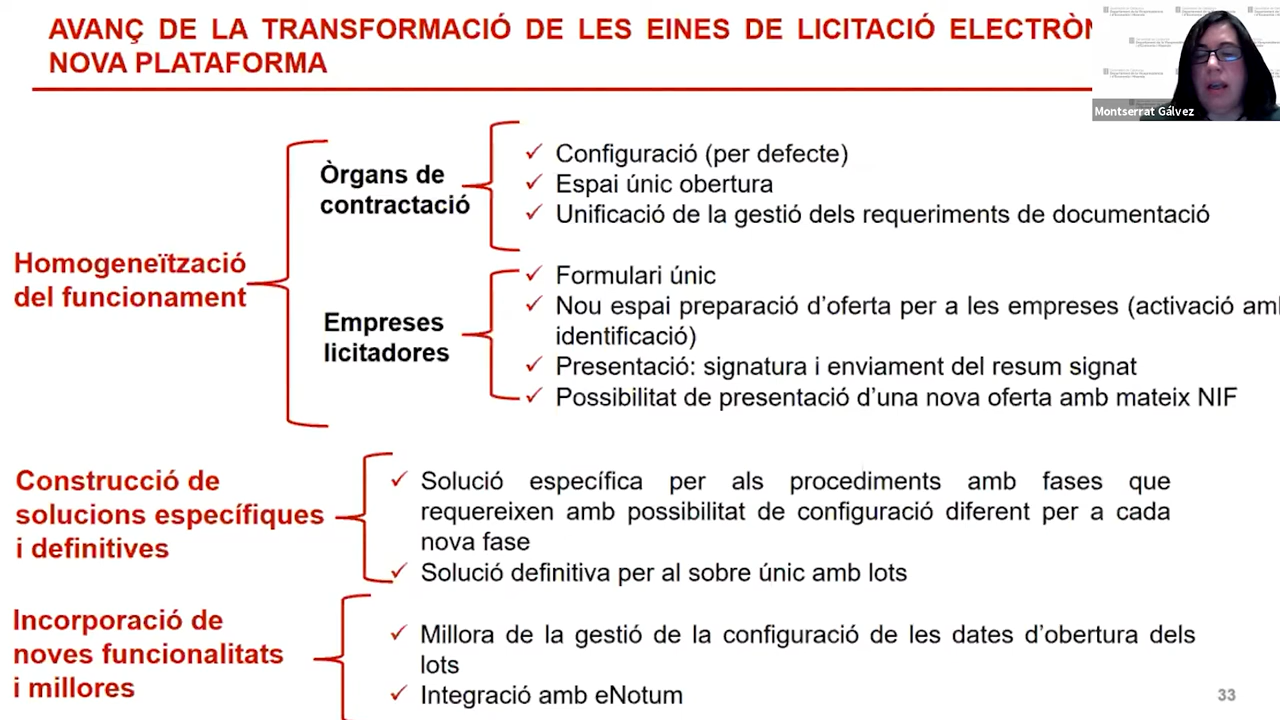 AVANÇ DE LA TRANSFORMACIÓ DE LES EINES DE LICITACIÓ
NOVA PLATAFORMA
Montserrat Gálvez
Homogeneïtzació
del funcionament
Òrgans de
contractació
Configuració (per defecte)
Espai únic obertura
Unificació de la gestió dels requeriments de documentació
Empreses
licitadores
Formulari únic
Nou espai preparació d’oferta per a les empreses (activació
identificació)
Presentació: signatura i enviament del resum signat
Possibilitat de presentació d’una nova oferta amb mateix NIF
Construcció de
solucions específiques
i definitives
Solució específica per als procediments amb fases que
requereixen amb possibilitat de configuració diferent per a cada
nova fase
Solució definitiva per al sobre únic amb lots
Incorporació de
noves funcionalitats
i millores
Millora de la gestió de la configuració de les dates d’obertura dels
lots
Integració amb eNotum
33